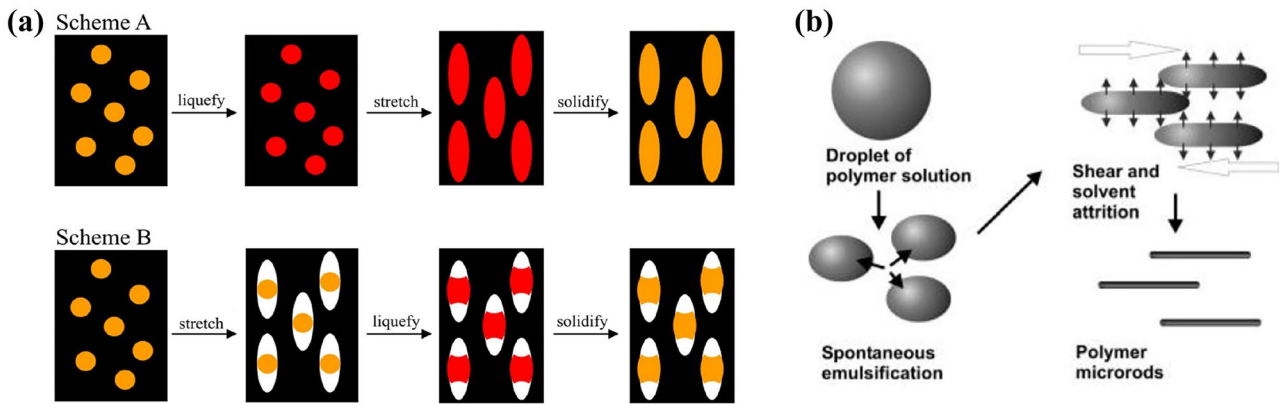 (a)
Scheme A
liquefy
stretch
solidify
Scheme B
stretch
liquefy
solidify
(b)
Droplet of
polymer solution
Spontaneous
emulsification
Shear and
solvent
attrition
Polymer
microrods